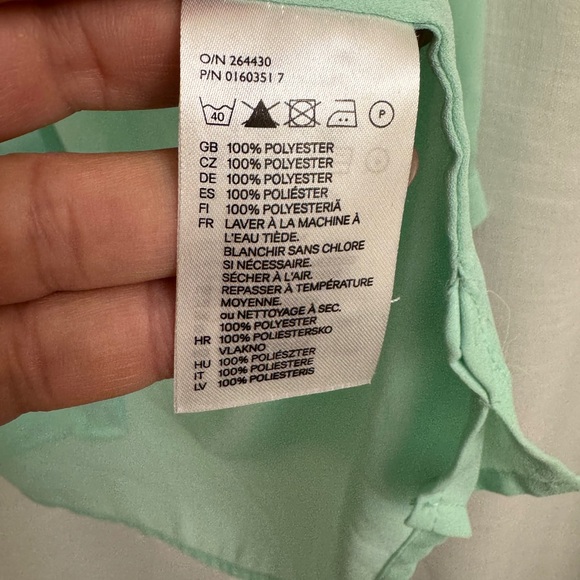 O/N 264430
P/N 0160351 7
40 P
GB 100% POLYESTER
CZ 100% POLYESTER
DE 100% POLYESTER
ES 100% POLIÉSTER
FI 100% POLYESTERIÄ
FR LAVER À LA MACHINE À
L'EAU TIÈDE.
BLANCHIR SANS CHLORE
SI NÉCESSAIRE.
SÉCHER À L'AIR.
REPASSER À TEMPÉRATURE
MOYENNE.
ou NETTOYAGE À SEC.
100% POLYESTER
HR 100% POLIESTERSKO
VLAKNO
HU 100% POLIÉSZTER
IT 100% POLIESTERE
LV 100% POLIESTERIS